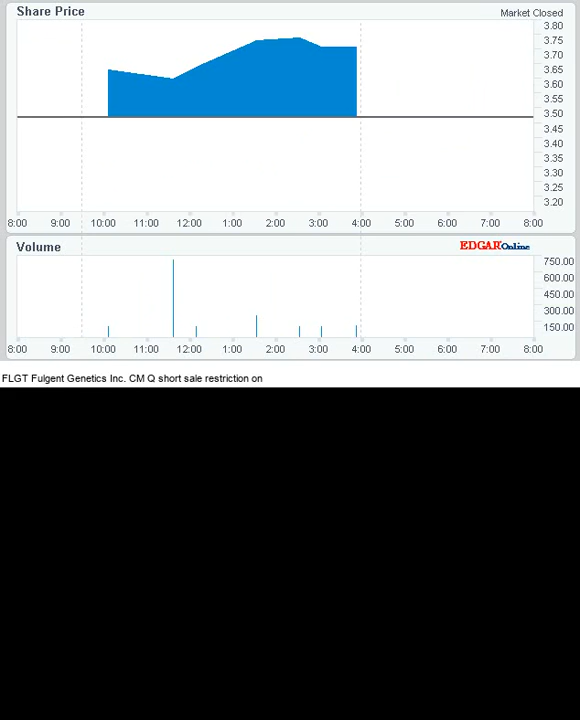 Share Price
Market Closed
3.80
3.75
3.70
3.65
3.60
3.55
3.50
3.45
3.40
3.35
3.30
3.25
3.20
8:00 9:00 10:00 11:00 12:00 1:00 2:00 3:00 4:00 5:00 6:00 7:00 8:00
Volume
EDGAR Online
750.00
600.00
450.00
300.00
150.00
8:00 9:00 10:00 11:00 12:00 1:00 2:00 3:00 4:00 5:00 6:00 7:00 8:00
FLGT Fulgent Genetics Inc. CM Q short sale restriction on